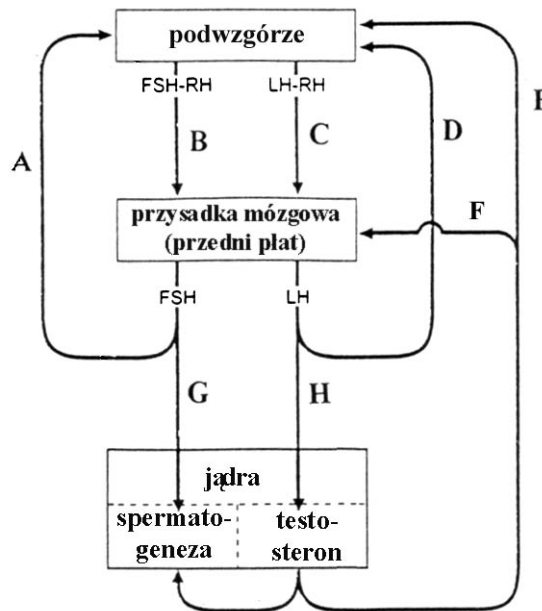 podwzgórze
FSH-RH LH-RH
A
B
C
D
E
przysadka mózgowa
(przedni płat)
F
FSH LH
G
H
jądra
spermato-
geneza
testo-
steron